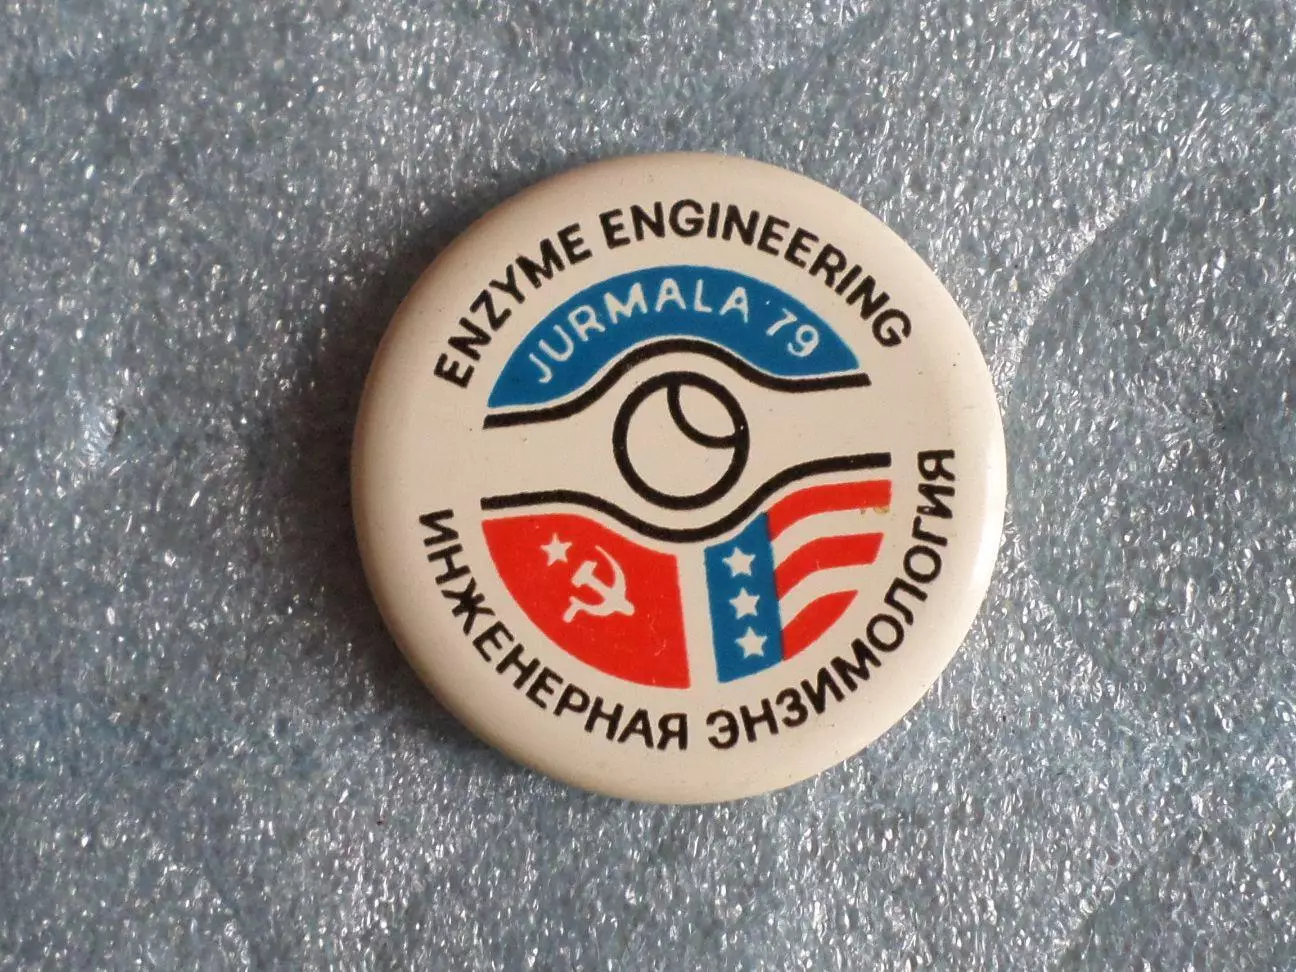 ENZYME ENGINEERING
JURMALA 79
ИНЖЕНЕРНАЯ ЭНЗИМОЛОГИЯ